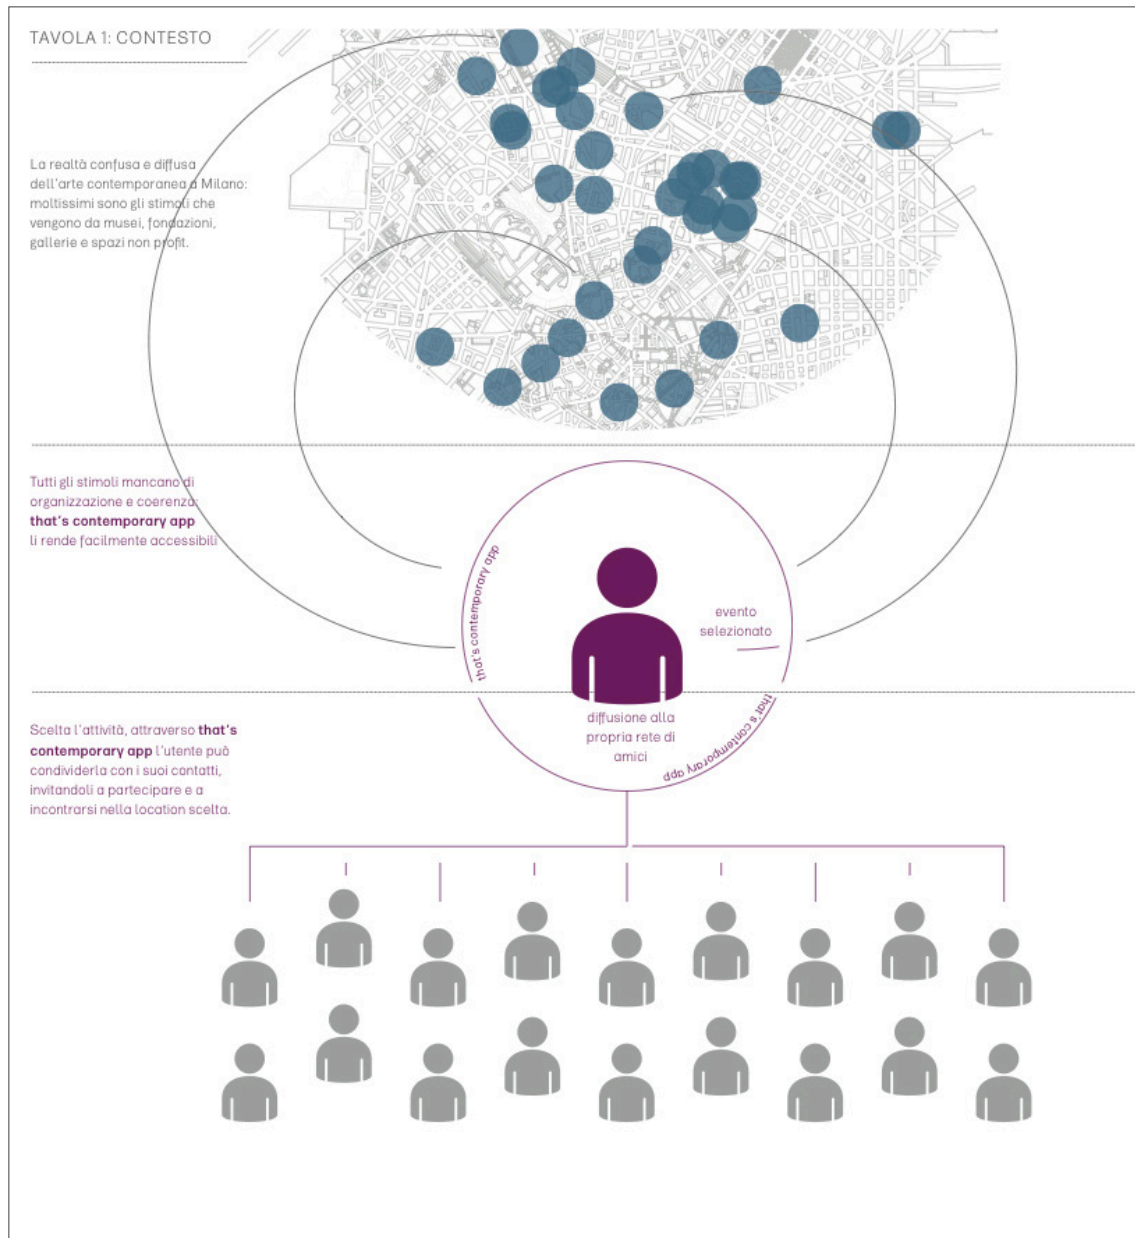 TAVOLA 1: CONTESTO
La realtà confusa e diffusa
dell'arte contemporanea a Milano:
moltissimi sono gli stimoli che
vengono da musei, fondazioni,
gallerie e spazi non profit.
Tutti gli stimoli mancano di
organizzazione e coerenza:
that's contemporary app
li rende facilmente accessibili
that's contemporary app
evento
selezionato
diffusione alla
propria rete di
amici
that's contemporary app
Scelta l'attività, attraverso that's
contemporary app l'utente può
condividerla con i suoi contatti,
invitandoli a partecipare e a
incontrarsi nella location scelta.